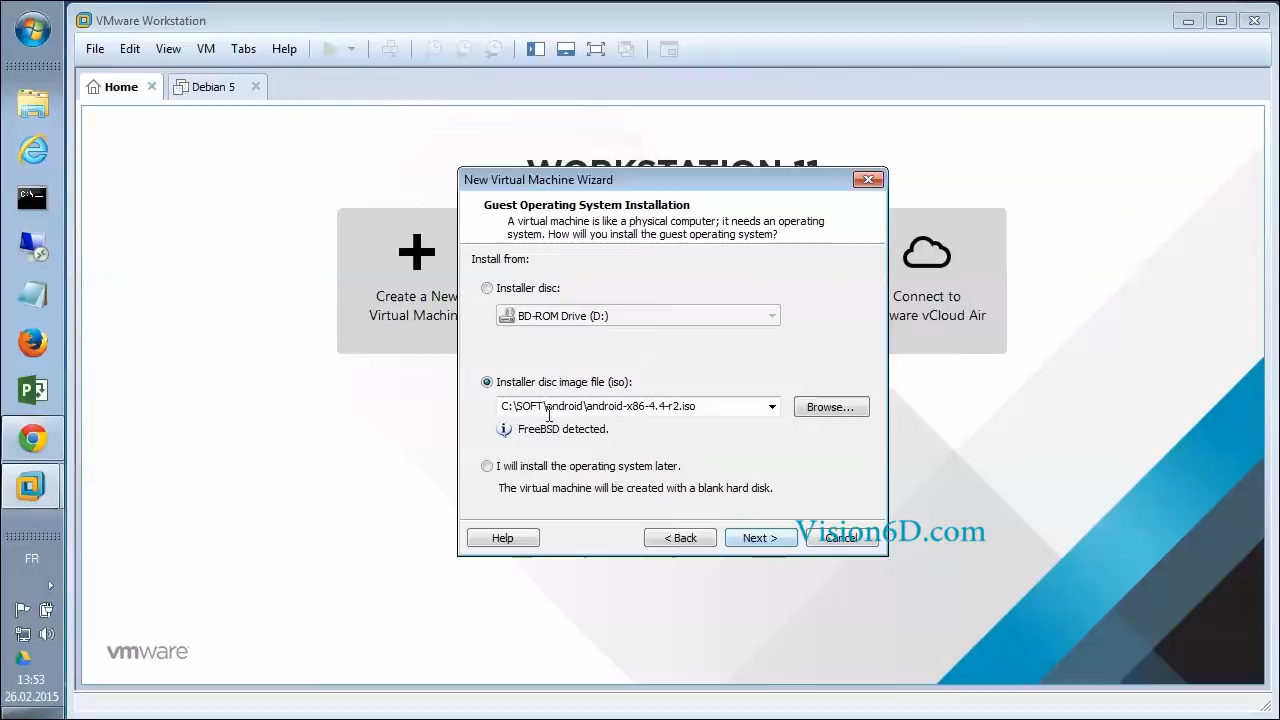 VMware Workstation
File Edit View VM Tabs Help
Home
Debian 5
WORKSTATION 11
New Virtual Machine Wizard
Guest Operating System Installation
A virtual machine is like a physical computer; it needs an operating
system. How will you install the guest operating system?
Install from:
Installer disc:
BD-ROM Drive (D:)
Installer disc image file (iso):
C:\SOFT\android\android-x86-4.4-r2.iso
Browse...
FreeBSD detected.
I will install the operating system later.
The virtual machine will be created with a blank hard disk.
Help
< Back
Next >
Cancel
Vision6D.com
Create a New
Virtual Machin
Connect to
ware vCloud Air
vmware
C:\
FR
13:53
26.02.2015